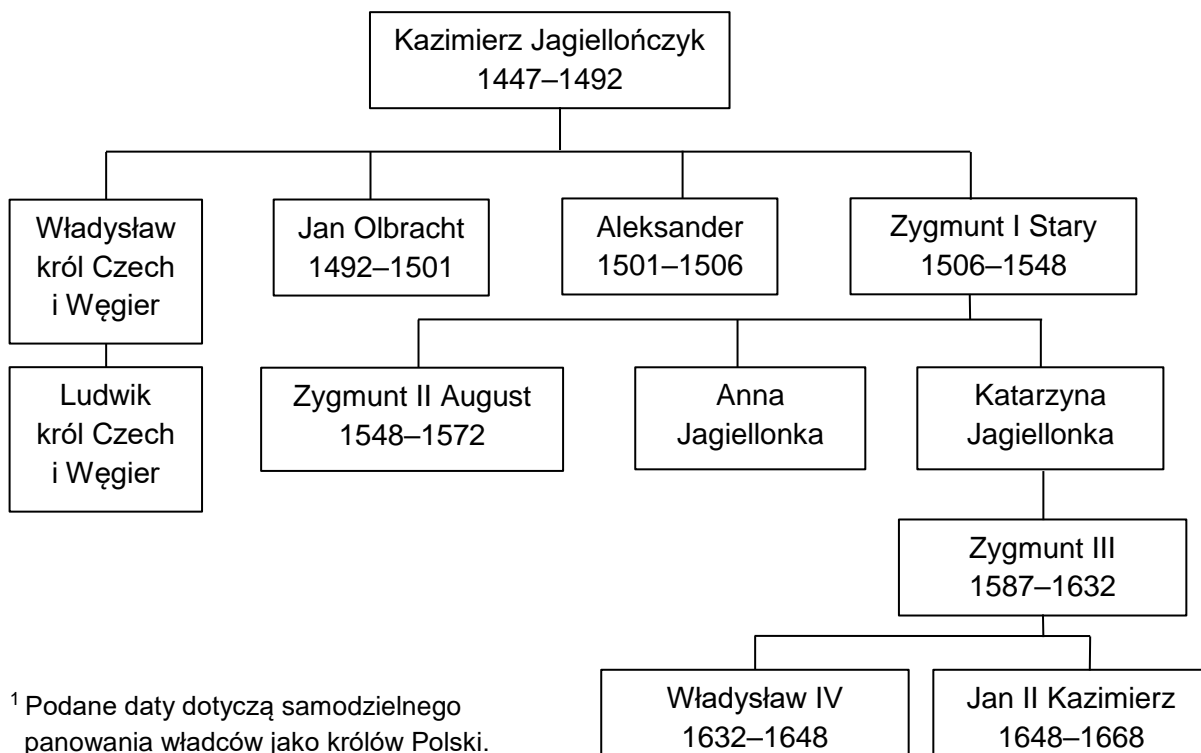 Kazimierz Jagiellończyk
1447–1492
Władysław
król Czech
i Węgier
Jan Olbracht
1492–1501
Aleksander
1501–1506
Zygmunt I Stary
1506–1548
Ludwik
król Czech
i Węgier
Zygmunt II August
1548–1572
Anna
Jagiellonka
Katarzyna
Jagiellonka
Zygmunt III
1587–1632
Władysław IV
1632–1648
Jan II Kazimierz
1648–1668
¹ Podane daty dotyczą samodzielnego
panowania władców jako królów Polski.